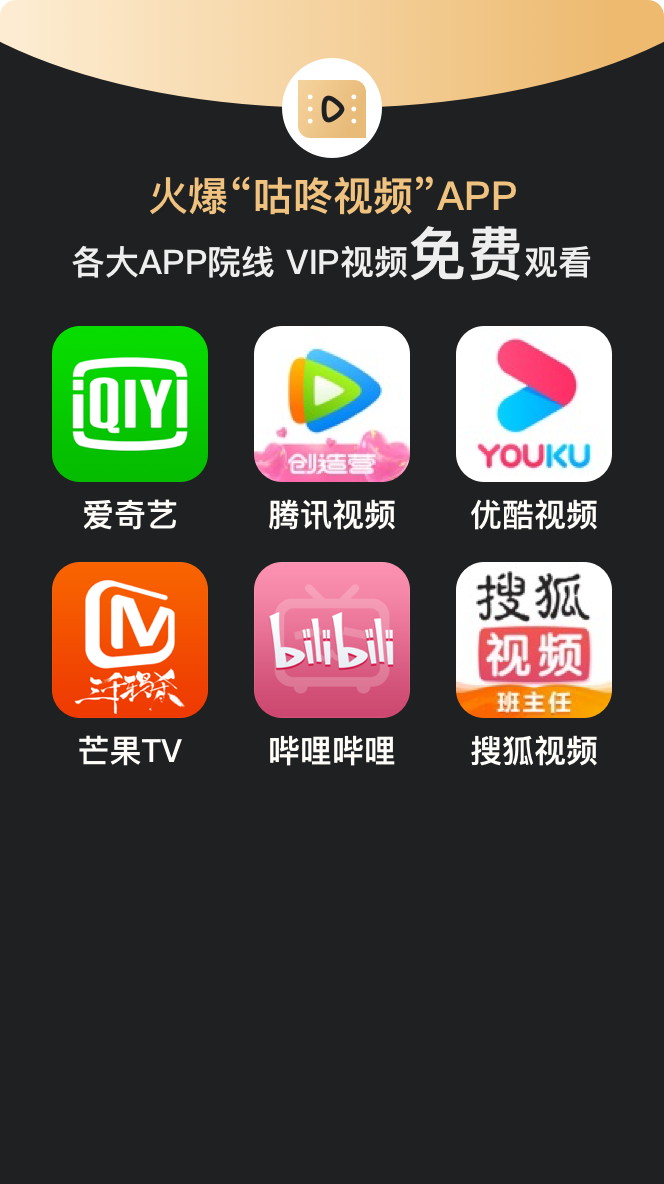 火爆“咕咚视频”APP
各大APP院线 VIP视频免费观看
iQIYI
创造营
YOUKU
爱奇艺
腾讯视频
优酷视频
三千鸦杀
bilibili
搜狐
视频
班主任
芒果TV
哔哩哔哩
搜狐视频